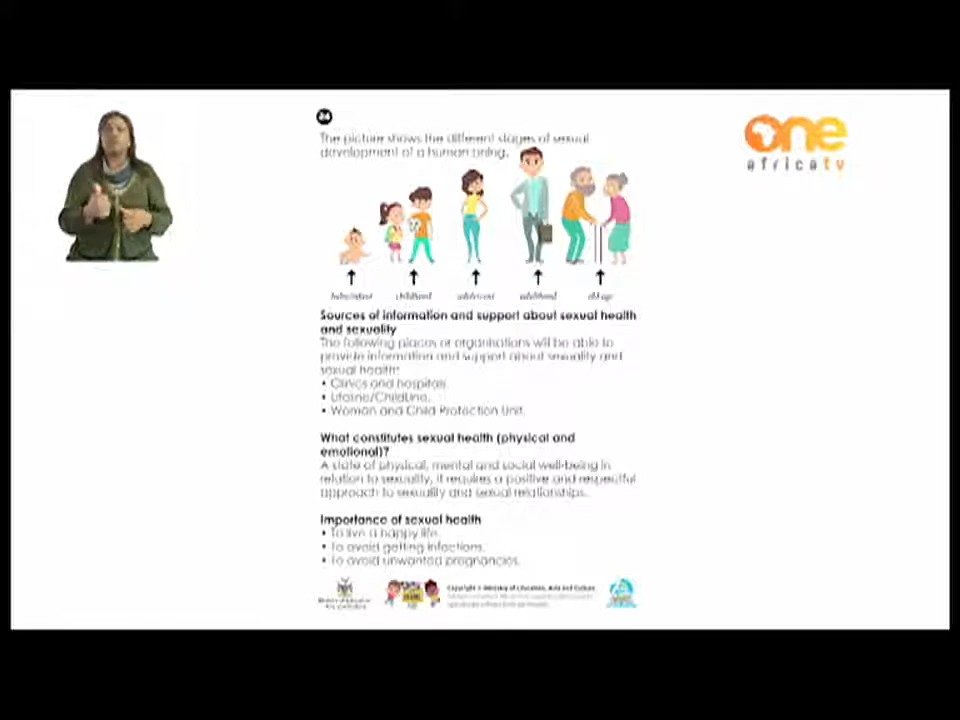 24
The picture shows the different stages of sexual
development of a human being.
one
africa tv
baby/infant
childhood
adolescent
adulthood
old age
Sources of information and support about sexual health
and sexuality
The following places or organisations will be able to
provide information and support about sexuality and
sexual health:
• Clinics and hospitals.
• Lifeline/ChildLine.
• Woman and Child Protection Unit.
What constitutes sexual health (physical and
emotional)?
A state of physical, mental and social well-being in
relation to sexuality, it requires a positive and respectful
approach to sexuality and sexual relationships.
Importance of sexual health
• To live a happy life.
• To avoid getting infections.
• To avoid unwanted pregnancies.
Copyright © Ministry of Education, Arts and Culture.